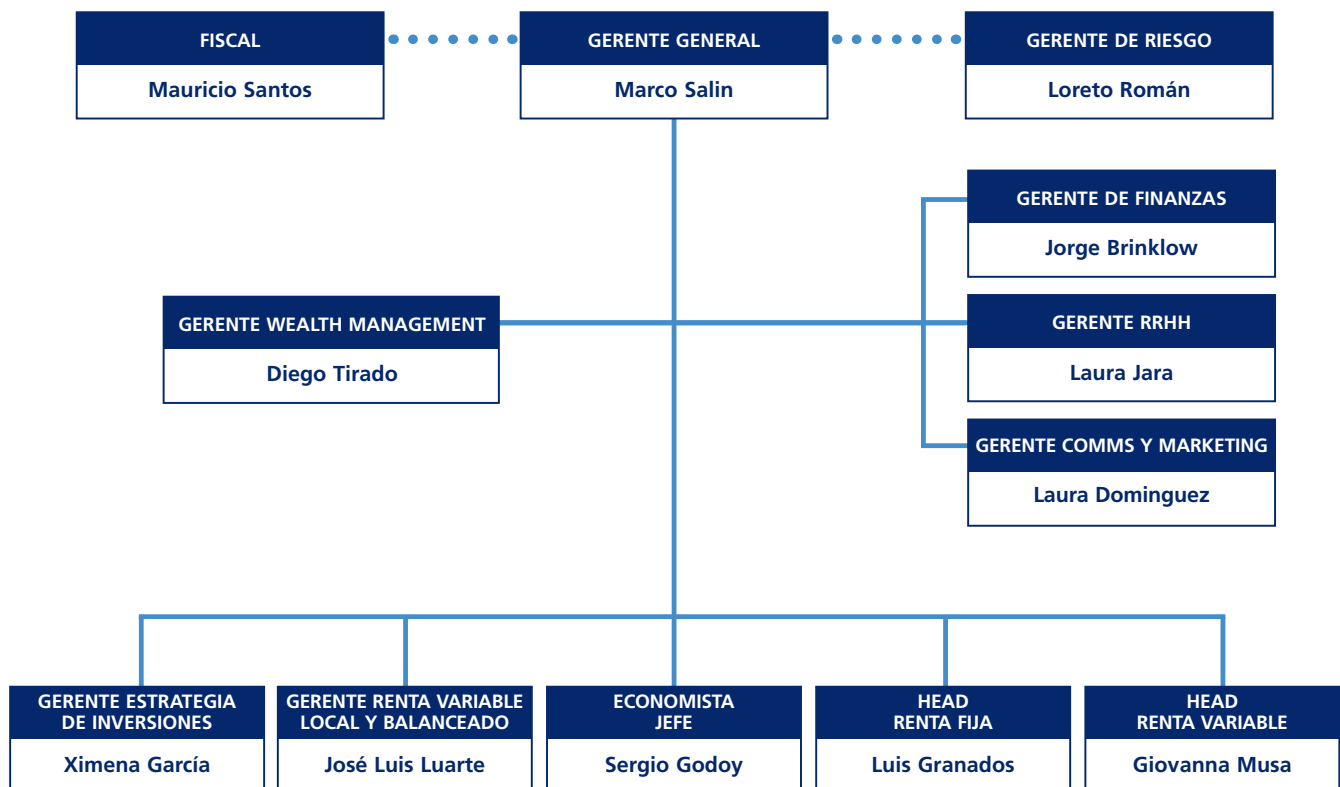 FISCAL
Mauricio Santos
GERENTE GENERAL
Marco Salin
GERENTE DE RIESGO
Loreto Román
GERENTE DE FINANZAS
Jorge Brinklow
GERENTE WEALTH MANAGEMENT
Diego Tirado
GERENTE RRHH
Laura Jara
GERENTE COMMS Y MARKETING
Laura Dominguez
GERENTE ESTRATEGIA
DE INVERSIONES
Ximena García
GERENTE RENTA VARIABLE
LOCAL Y BALANCEADO
José Luis Luarte
ECONOMISTA
JEFE
Sergio Godoy
HEAD
RENTA FIJA
Luis Granados
HEAD
RENTA VARIABLE
Giovanna Musa